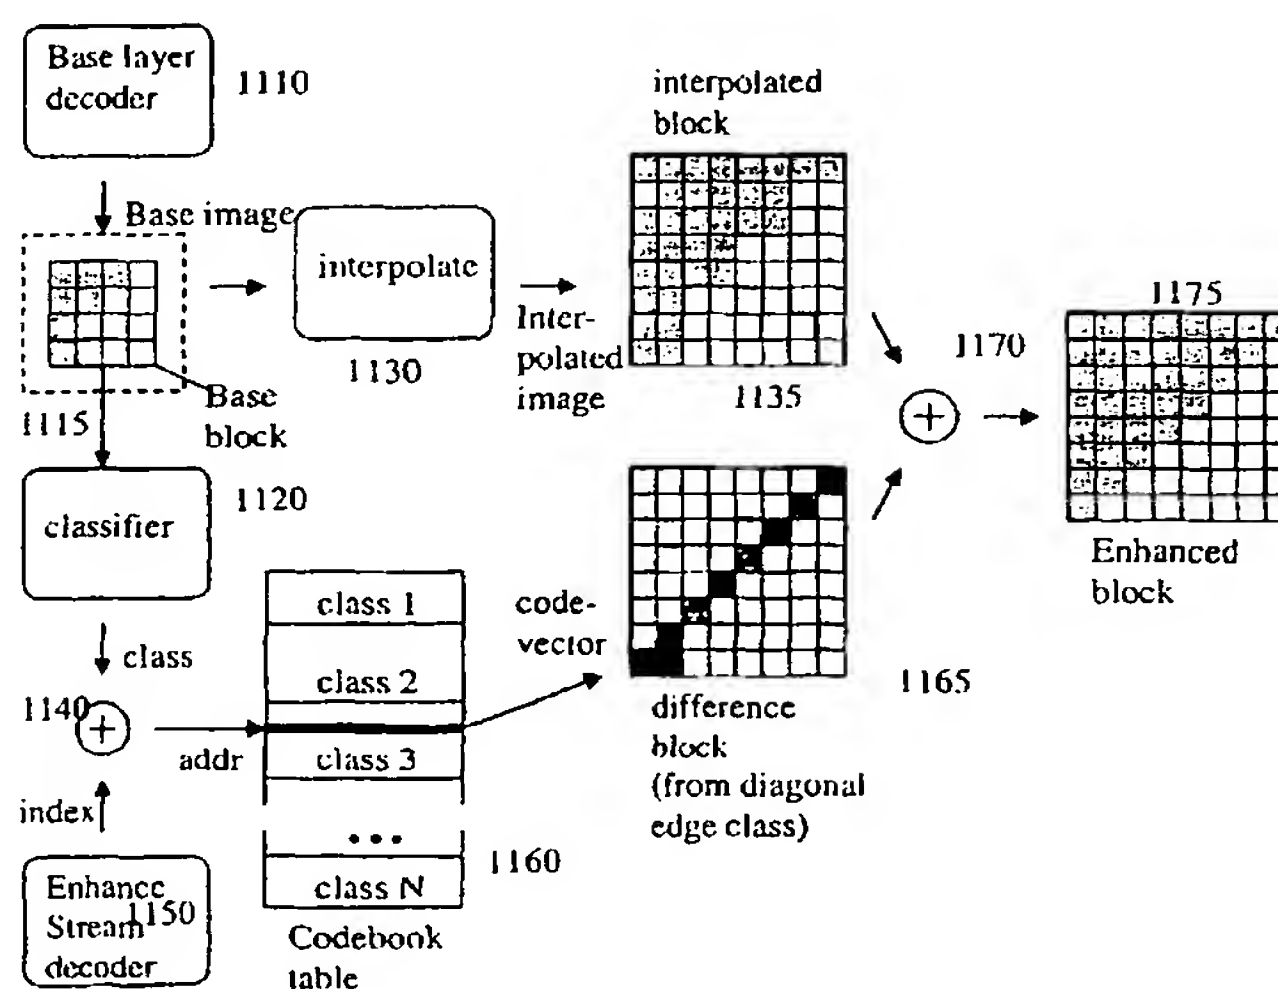 Base layer
decoder
1110
Base image
interpolate
1130
Inter-
polated
image
interpolated
block
1135
1170
1175
Enhanced
block
1115
Base
block
classifier
1120
class
1140
addr
index
Enhance
Stream
decoder
1150
class 1
class 2
class 3
•••
class N
1160
Codebook
table
code-
vector
1165
difference
block
(from diagonal
edge class)